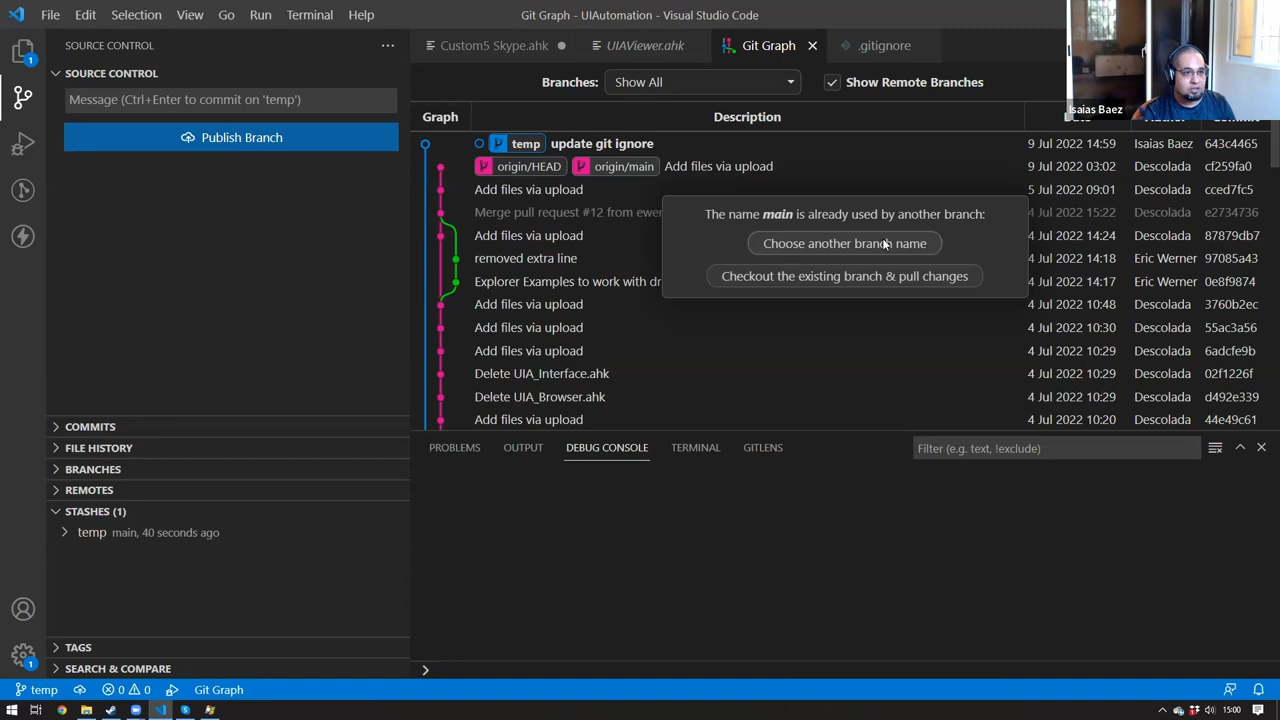 File Edit Selection View Go Run Terminal Help
Git Graph - UIAutomation - Visual Studio Code
SOURCE CONTROL
Custom5 Skype.ahk
UIAViewer.ahk
Git Graph
.gitignore
SOURCE CONTROL
Message (Ctrl+Enter to commit on 'temp')
Publish Branch
COMMITS
FILE HISTORY
BRANCHES
REMOTES
STASHES (1)
temp main, 40 seconds ago
TAGS
SEARCH & COMPARE
Branches: Show All Show Remote Branches
Isaias Baez
Graph Description
temp update git ignore 9 Jul 2022 14:59 Isaias Baez 643c4465
origin/HEAD origin/main Add files via upload 9 Jul 2022 03:02 Descolada cf259fa0
Add files via upload 5 Jul 2022 09:01 Descolada cced7fc5
Merge pull request #12 from ewer 4 Jul 2022 15:22 Descolada e2734736
Add files via upload 4 Jul 2022 14:24 Descolada 87879db7
removed extra line 4 Jul 2022 14:18 Eric Werner 97085a43
Explorer Examples to work with dr 4 Jul 2022 14:17 Eric Werner 0e8f9874
Add files via upload 4 Jul 2022 10:48 Descolada 3760b2ec
Add files via upload 4 Jul 2022 10:30 Descolada 55ac3a56
Add files via upload 4 Jul 2022 10:29 Descolada 6adcfe9b
Delete UIA_Interface.ahk 4 Jul 2022 10:29 Descolada 02f1226f
Delete UIA_Browser.ahk 4 Jul 2022 10:29 Descolada d492e339
Add files via upload 4 Jul 2022 10:20 Descolada 44e49c61
The name main is already used by another branch:
Choose another branch name
Checkout the existing branch & pull changes
PROBLEMS OUTPUT DEBUG CONSOLE TERMINAL GITLENS
Filter (e.g. text, !exclude)
temp 0 0 Git Graph
15:00